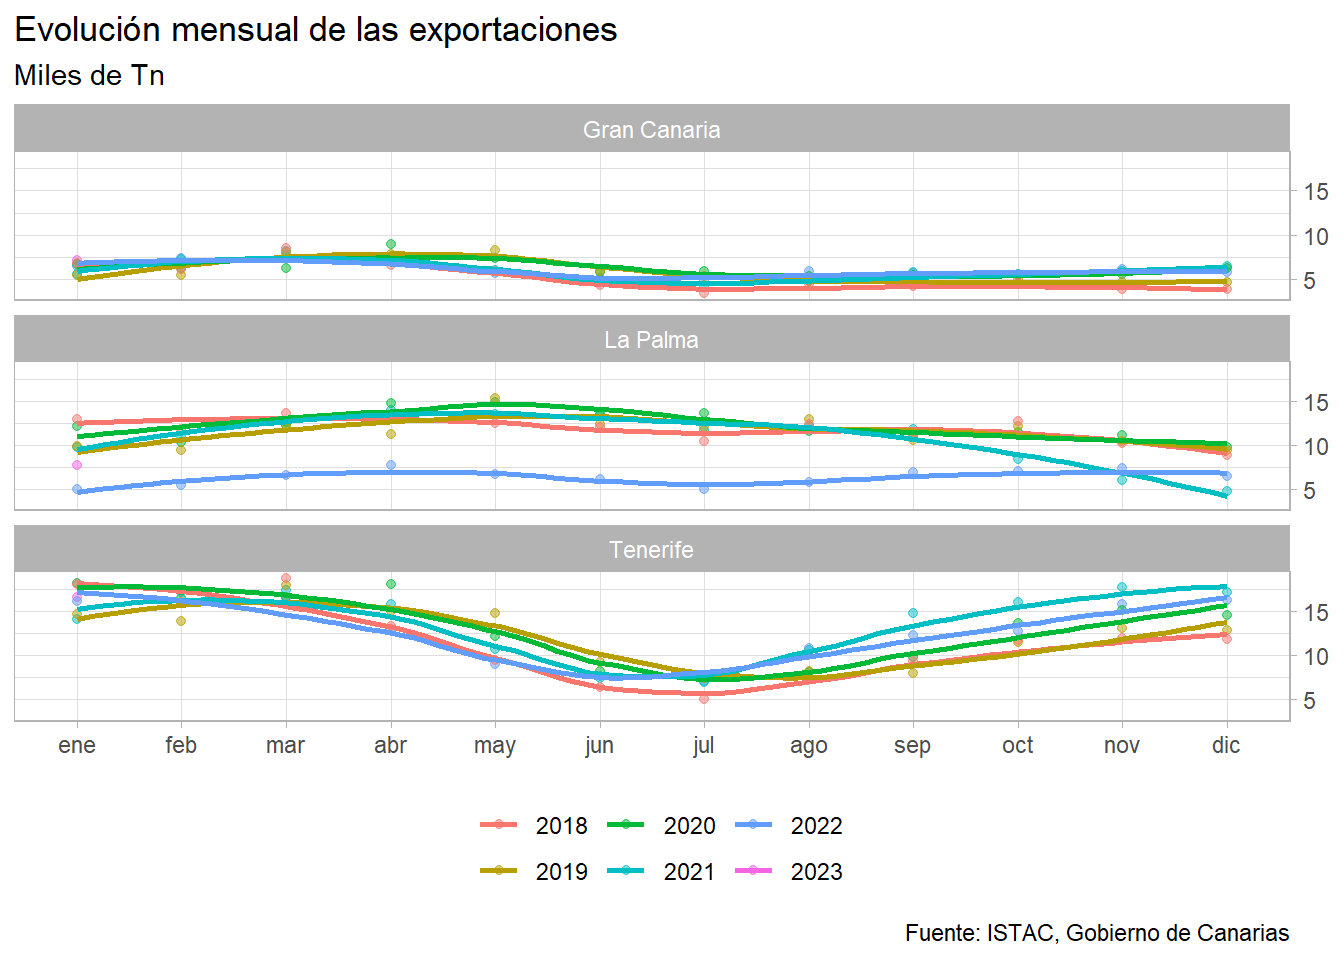 Evolución mensual de las exportaciones
Miles de Tn
Gran Canaria
15
10
5
La Palma
15
10
5
Tenerife
15
10
5
ene feb mar abr may jun jul ago sep oct nov dic
2018 2020 2022
2019 2021 2023
Fuente: ISTAC, Gobierno de Canarias